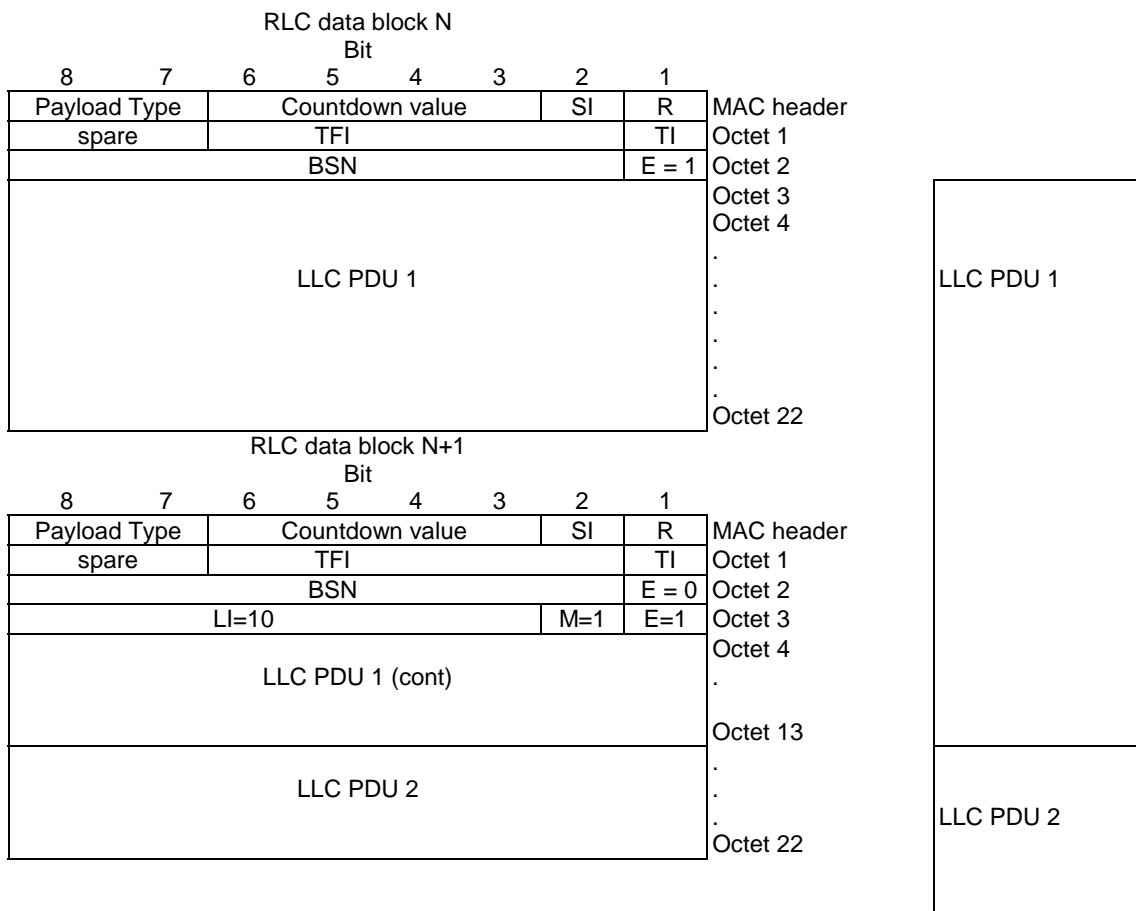 RLC data block N
Bit
8 7 6 5 4 3 2 1
Payload Type Countdown value SI R MAC header
spare TFI TI Octet 1
BSN E = 1 Octet 2
Octet 3
Octet 4
.
LLC PDU 1 . LLC PDU 1
.
.
.
.
Octet 22
RLC data block N+1
Bit
8 7 6 5 4 3 2 1
Payload Type Countdown value SI R MAC header
spare TFI TI Octet 1
BSN E = 0 Octet 2
LI=10 M=1 E=1 Octet 3
Octet 4
LLC PDU 1 (cont) .
Octet 13
.
LLC PDU 2 .
. LLC PDU 2
Octet 22